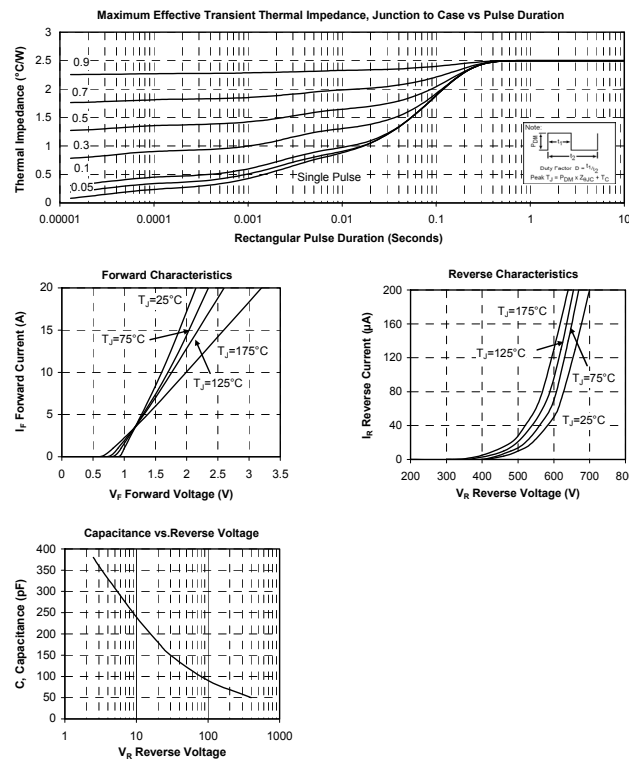 Maximum Effective Transient Thermal Impedance, Junction to Case vs Pulse Duration
Thermal Impedance (°C/W)
3
2.5
2
1.5
1
0.5
0
0.9
0.7
0.5
0.3
0.1
0.05
Single Pulse
Note:
PDM
t1
t2
Duty Factor D = t1/t2
Peak TJ = PDM x ZθJC + TC
0.00001 0.0001 0.001 0.01 0.1 1 10
Rectangular Pulse Duration (Seconds)
Forward Characteristics
IF Forward Current (A)
20
15
10
5
0
TJ=25°C
TJ=75°C
TJ=175°C
TJ=125°C
0 0.5 1 1.5 2 2.5 3 3.5
VF Forward Voltage (V)
Reverse Characteristics
IR Reverse Current (µA)
200
160
120
80
40
0
TJ=175°C
TJ=125°C
TJ=75°C
TJ=25°C
200 300 400 500 600 700 80
VR Reverse Voltage (V)
Capacitance vs.Reverse Voltage
C, Capacitance (pF)
400
350
300
250
200
150
100
50
0
1 10 100 1000
VR Reverse Voltage